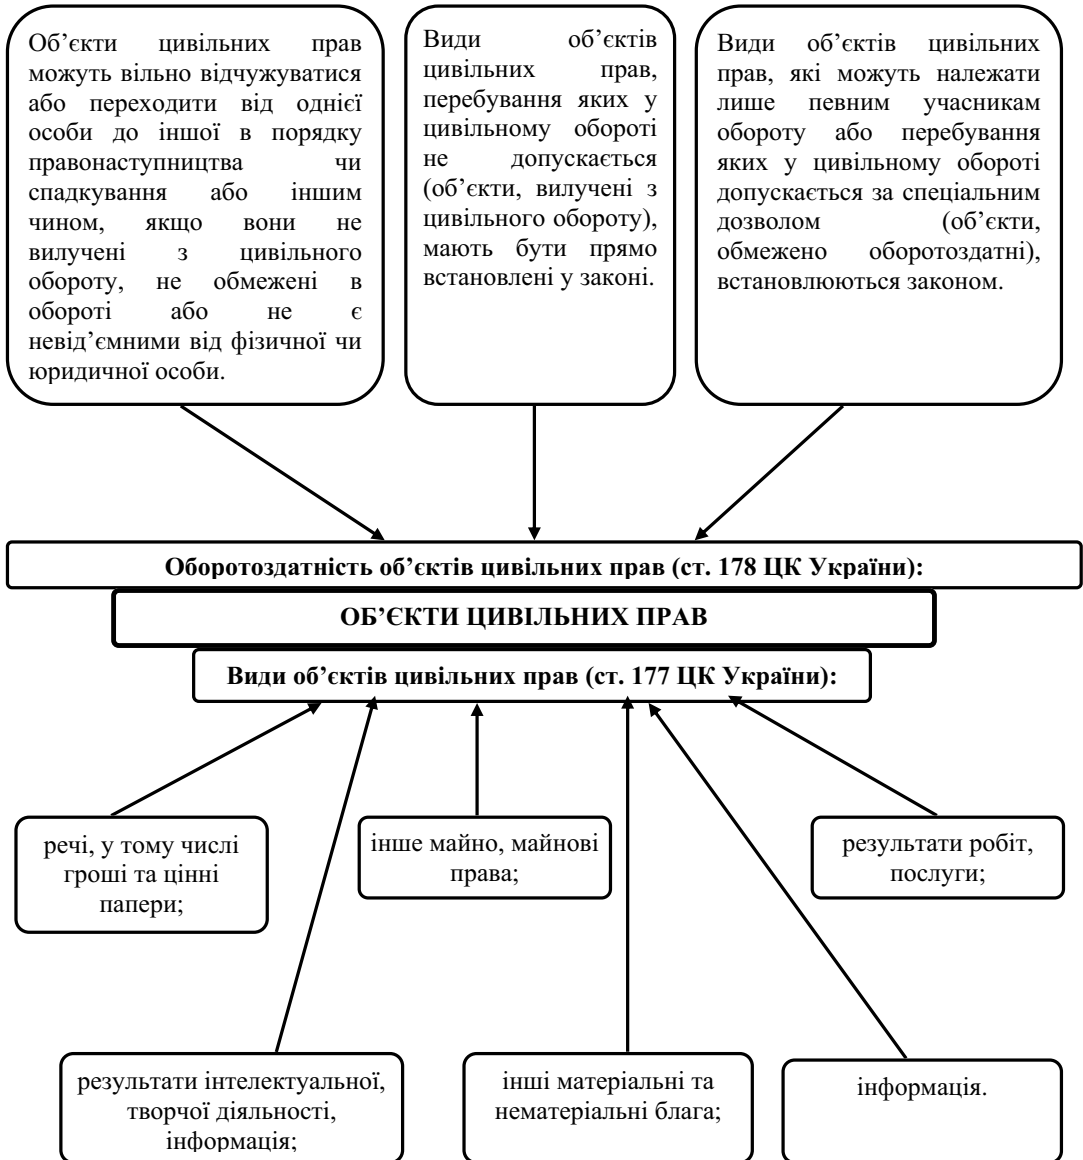 Об’єкти цивільних прав
можуть вільно відчужуватися
або переходити від однієї
особи до іншої в порядку
правонаступництва чи
спадкування або іншим
чином, якщо вони не
вилучені з цивільного
обороту, не обмежені в
обороті або не є
невід’ємними від фізичної чи
юридичної особи.
Види об’єктів
цивільних прав,
перебування яких у
цивільному обороті
не допускається
(об’єкти, вилучені з
цивільного обороту),
мають бути прямо
встановлені у законі.
Види об’єктів цивільних
прав, які можуть належати
лише певним учасникам
обороту або перебування
яких у цивільному обороті
допускається за спеціальним
дозволом (об’єкти,
обмежено оборотоздатні),
встановлюються законом.
Оборотоздатність об’єктів цивільних прав (ст. 178 ЦК України):
ОБ’ЄКТИ ЦИВІЛЬНИХ ПРАВ
Види об’єктів цивільних прав (ст. 177 ЦК України):
речі, у тому числі
гроші та цінні
папери;
інше майно, майнові
права;
результати робіт,
послуги;
результати інтелектуальної,
творчої діяльності,
інформація;
інші матеріальні та
нематеріальні блага;
інформація.